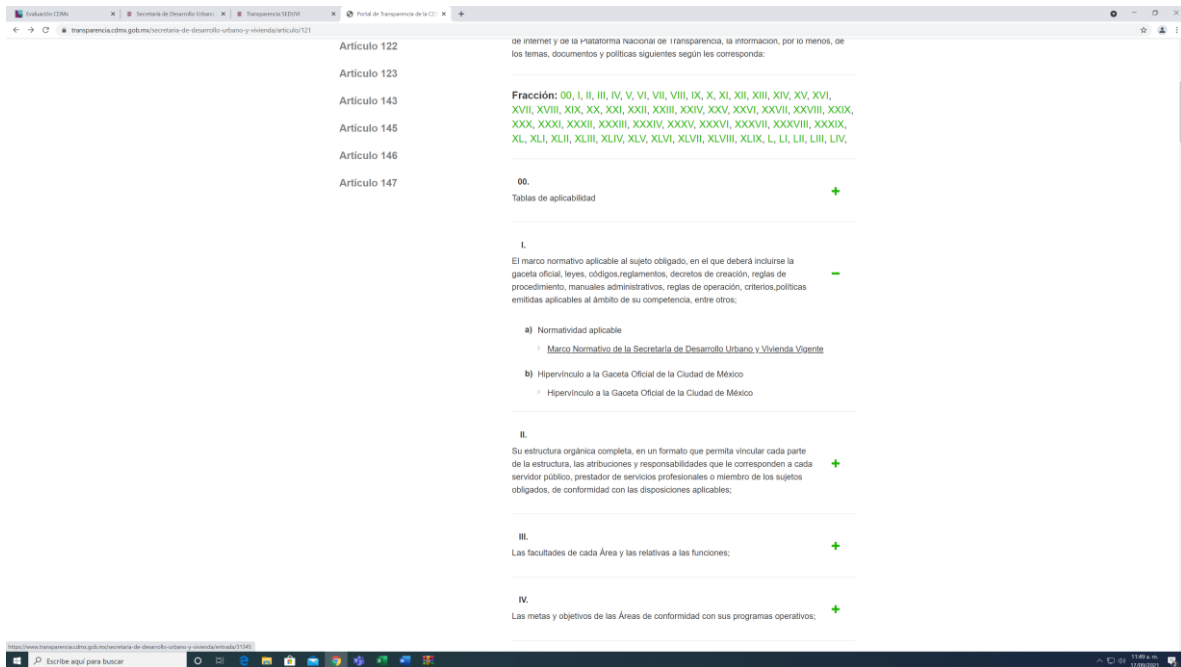 Evaluación CDMx
Secretaría de Desarrollo Urbano
Transparencia SEDUVI
Portal de Transparencia de la CD
transparencia.cdmx.gob.mx/secretaria-de-desarrollo-urbano-y-vivienda/articulo/121
Artículo 122
Artículo 123
Artículo 143
Artículo 145
Artículo 146
Artículo 147
de internet y de la Plataforma Nacional de Transparencia, la información, por lo menos, de
los temas, documentos y políticas siguientes según les corresponda:
Fracción: 00, I, II, III, IV, V, VI, VII, VIII, IX, X, XI, XII, XIII, XIV, XV, XVI,
XVII, XVIII, XIX, XX, XXI, XXII, XXIII, XXIV, XXV, XXVI, XXVII, XXVIII, XXIX,
XXX, XXXI, XXXII, XXXIII, XXXIV, XXXV, XXXVI, XXXVII, XXXVIII, XXXIX,
XL, XLI, XLII, XLIII, XLIV, XLV, XLVI, XLVII, XLVIII, XLIX, L, LI, LII, LIII, LIV,
00.
Tablas de aplicabilidad
I.
El marco normativo aplicable al sujeto obligado, en el que deberá incluirse la
gaceta oficial, leyes, códigos,reglamentos, decretos de creación, reglas de
procedimiento, manuales administrativos, reglas de operación, criterios,políticas
emitidas aplicables al ámbito de su competencia, entre otros;
a) Normatividad aplicable
Marco Normativo de la Secretaría de Desarrollo Urbano y Vivienda Vigente
b) Hipervínculo a la Gaceta Oficial de la Ciudad de México
Hipervínculo a la Gaceta Oficial de la Ciudad de México
II.
Su estructura orgánica completa, en un formato que permita vincular cada parte
de la estructura, las atribuciones y responsabilidades que le corresponden a cada
servidor público, prestador de servicios profesionales o miembro de los sujetos
obligados, de conformidad con las disposiciones aplicables;
III.
Las facultades de cada Área y las relativas a las funciones;
IV.
Las metas y objetivos de las Áreas de conformidad con sus programas operativos;
https://www.transparencia.cdmx.gob.mx/secretaria-de-desarrollo-urbano-y-vivienda/entrada/31345
Escribe aquí para buscar
11:49 a. m.
17/09/2021